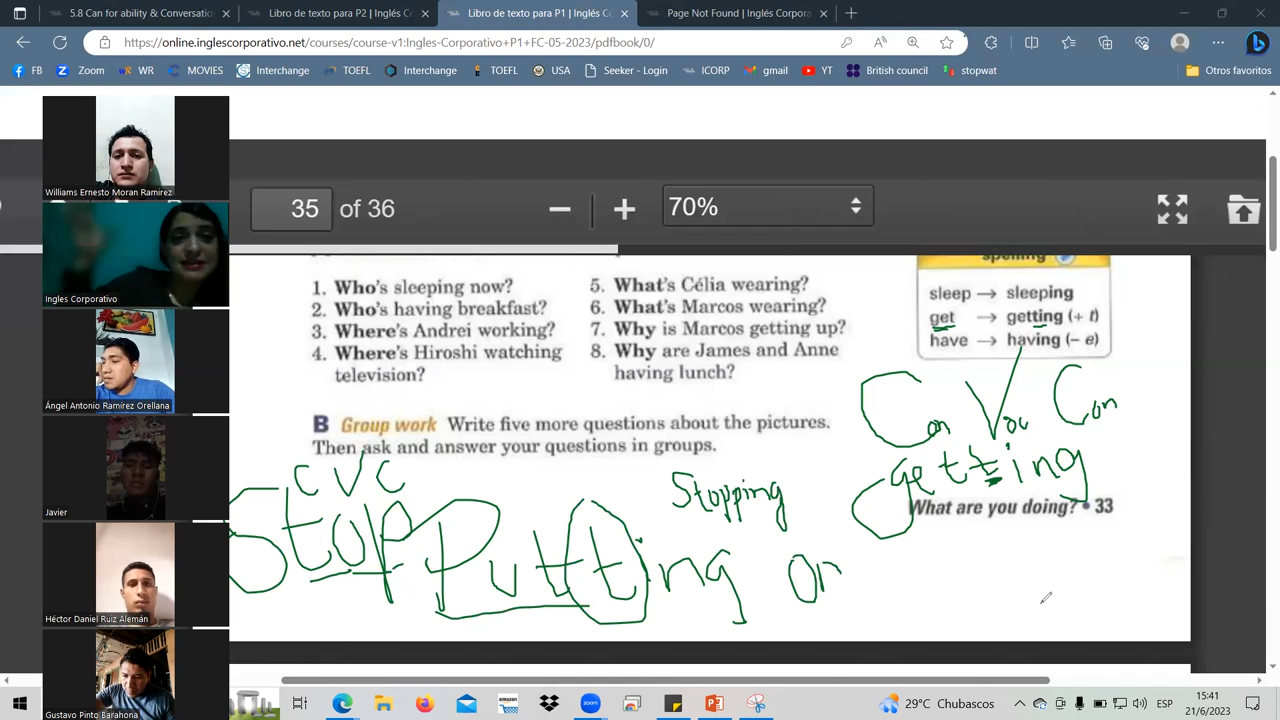 5.8 Can for ability & Conversatio
Libro de texto para P2 | Inglés C
Libro de texto para P1 | Inglés C
Page Not Found | Inglés Corpora
https://online.inglescorporativo.net/courses/course-v1:Ingles-Corporativo+P1+FC-05-2023/pdfbook/0/
FB Zoom WR MOVIES Interchange TOEFL Interchange TOEFL USA Seeker - Login ICORP gmail YT British council stopwat Otros favoritos
35 of 36
70%
Williams Ernesto Moran Ramirez
Ingles Corporativo
Ángel Antonio Ramírez Orellana
Javier
Héctor Daniel Ruiz Alemán
Gustavo Pinto Barahona
1. Who's sleeping now?
2. Who's having breakfast?
3. Where's Andrei working?
4. Where's Hiroshi watching
television?
5. What's Célia wearing?
6. What's Marcos wearing?
7. Why is Marcos getting up?
8. Why are James and Anne
having lunch?
spelling
sleep → sleeping
get → getting (+ t)
have → having (– e)
B Group work Write five more questions about the pictures.
Then ask and answer your questions in groups.
Con Voc Con
getting
C V C
Stop
Stopping
Putting on
What are you doing? • 33
29°C Chubascos
ESP
15:41
21/6/2023